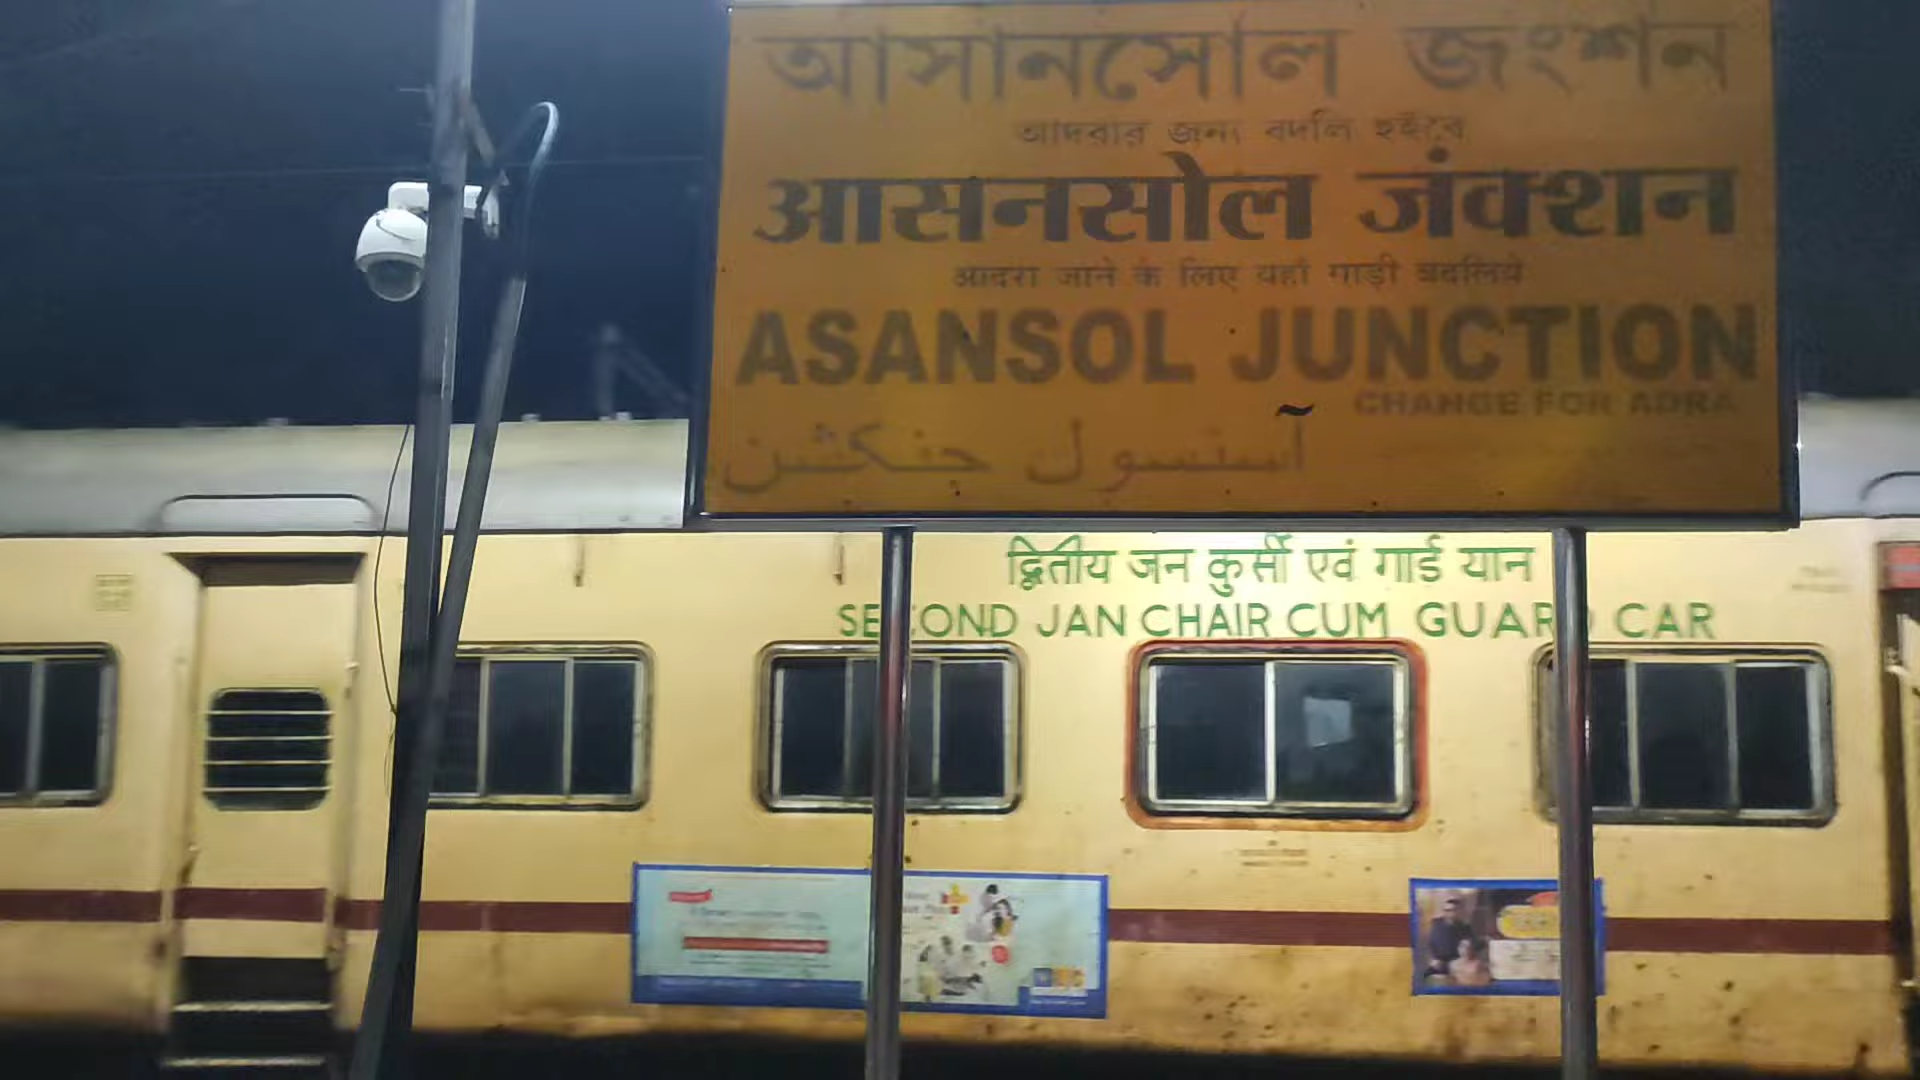 আসানসোল জংশন
আদরার জন্য বদলি হইবে
आसनसोल जंक्शन
आदरा जाने के लिए यहां गाड़ी बदलिये
ASANSOL JUNCTION
CHANGE FOR ADRA
آسنسول جنکشن
द्वितीय जन कुर्सी एवं गार्ड यान
SECOND JAN CHAIR CUM GUARD CAR